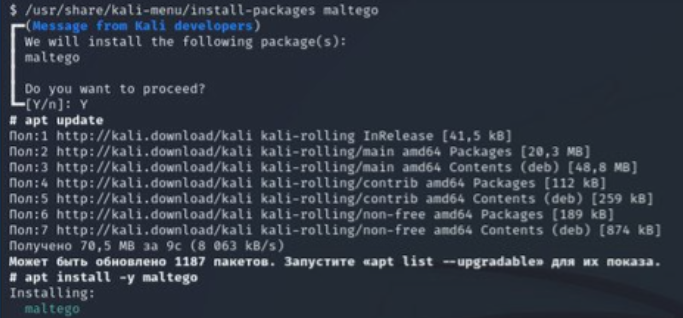 $ /usr/share/kali-menu/install-packages maltego
(Message from Kali developers)
We will install the following package(s):
maltego
Do you want to proceed?
[Y/n]: Y
# apt update
Пол:1 http://kali.download/kali kali-rolling InRelease [41,5 kB]
Пол:2 http://kali.download/kali kali-rolling/main amd64 Packages [20,3 MB]
Пол:3 http://kali.download/kali kali-rolling/main amd64 Contents (deb) [48,8 MB]
Пол:4 http://kali.download/kali kali-rolling/contrib amd64 Packages [112 kB]
Пол:5 http://kali.download/kali kali-rolling/contrib amd64 Contents (deb) [259 kB]
Пол:6 http://kali.download/kali kali-rolling/non-free amd64 Packages [189 kB]
Пол:7 http://kali.download/kali kali-rolling/non-free amd64 Contents (deb) [874 kB]
Получено 70,5 MB за 9с (8 063 kB/s)
Может быть обновлено 1187 пакетов. Запустите «apt list --upgradable» для их показа.
# apt install -y maltego
Installing:
maltego